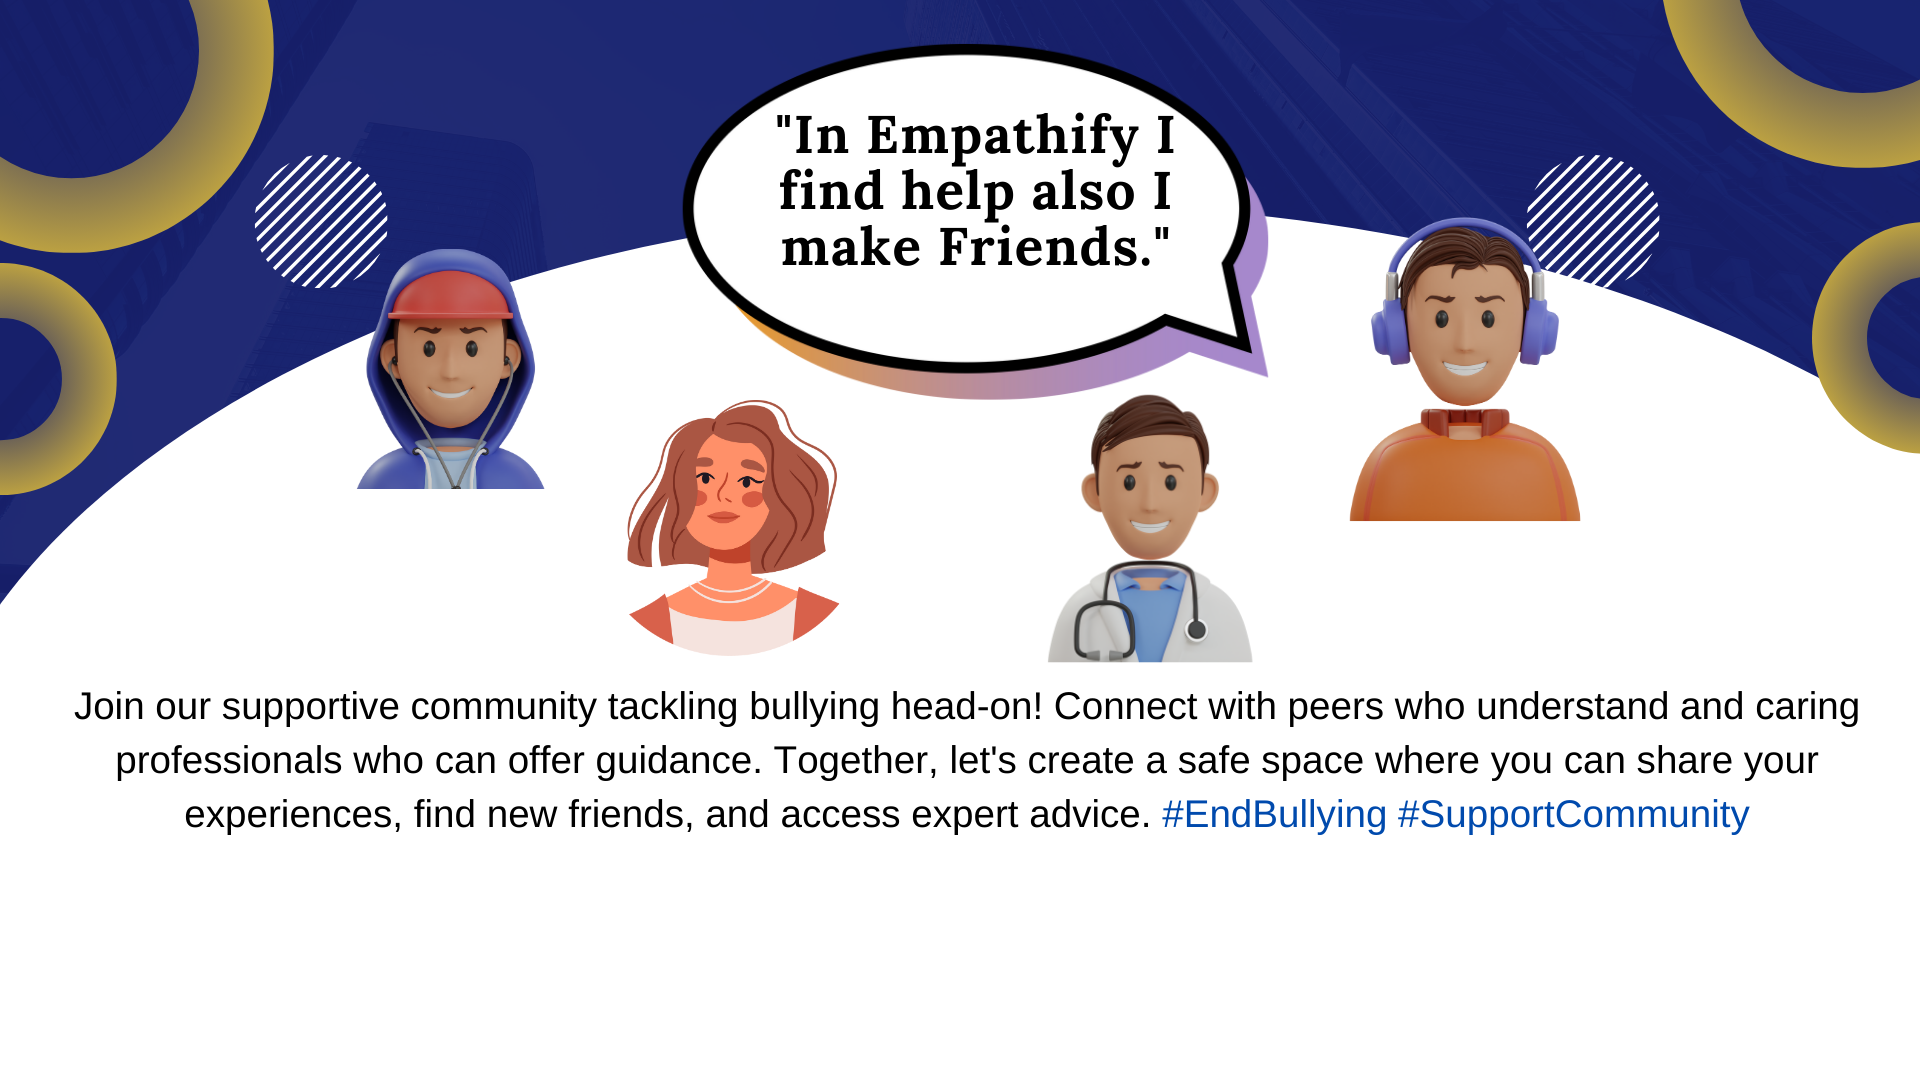 "In Empathify I
find help also I
make Friends."
Join our supportive community tackling bullying head-on! Connect with peers who understand and caring
professionals who can offer guidance. Together, let's create a safe space where you can share your
experiences, find new friends, and access expert advice. #EndBullying #SupportCommunity